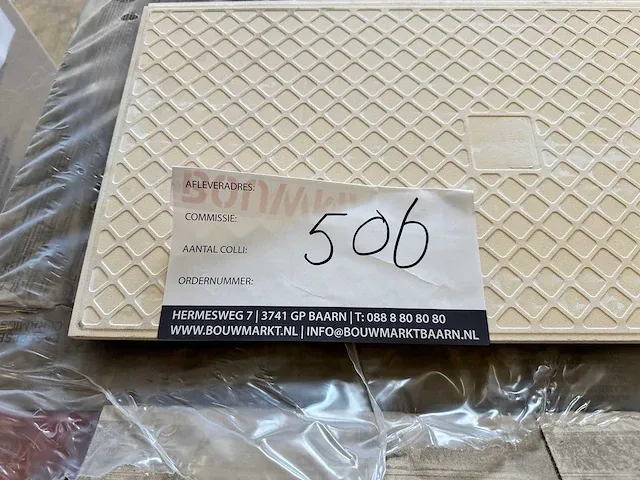 AFLEVERADRES:
COMMISSIE:
AANTAL COLLI:
506
ORDERNUMMER:
HERMESWEG 7 | 3741 GP BAARN | T: 088 8 80 80 80
WWW.BOUWMARKT.NL | INFO@BOUWMARKTBAARN.NL